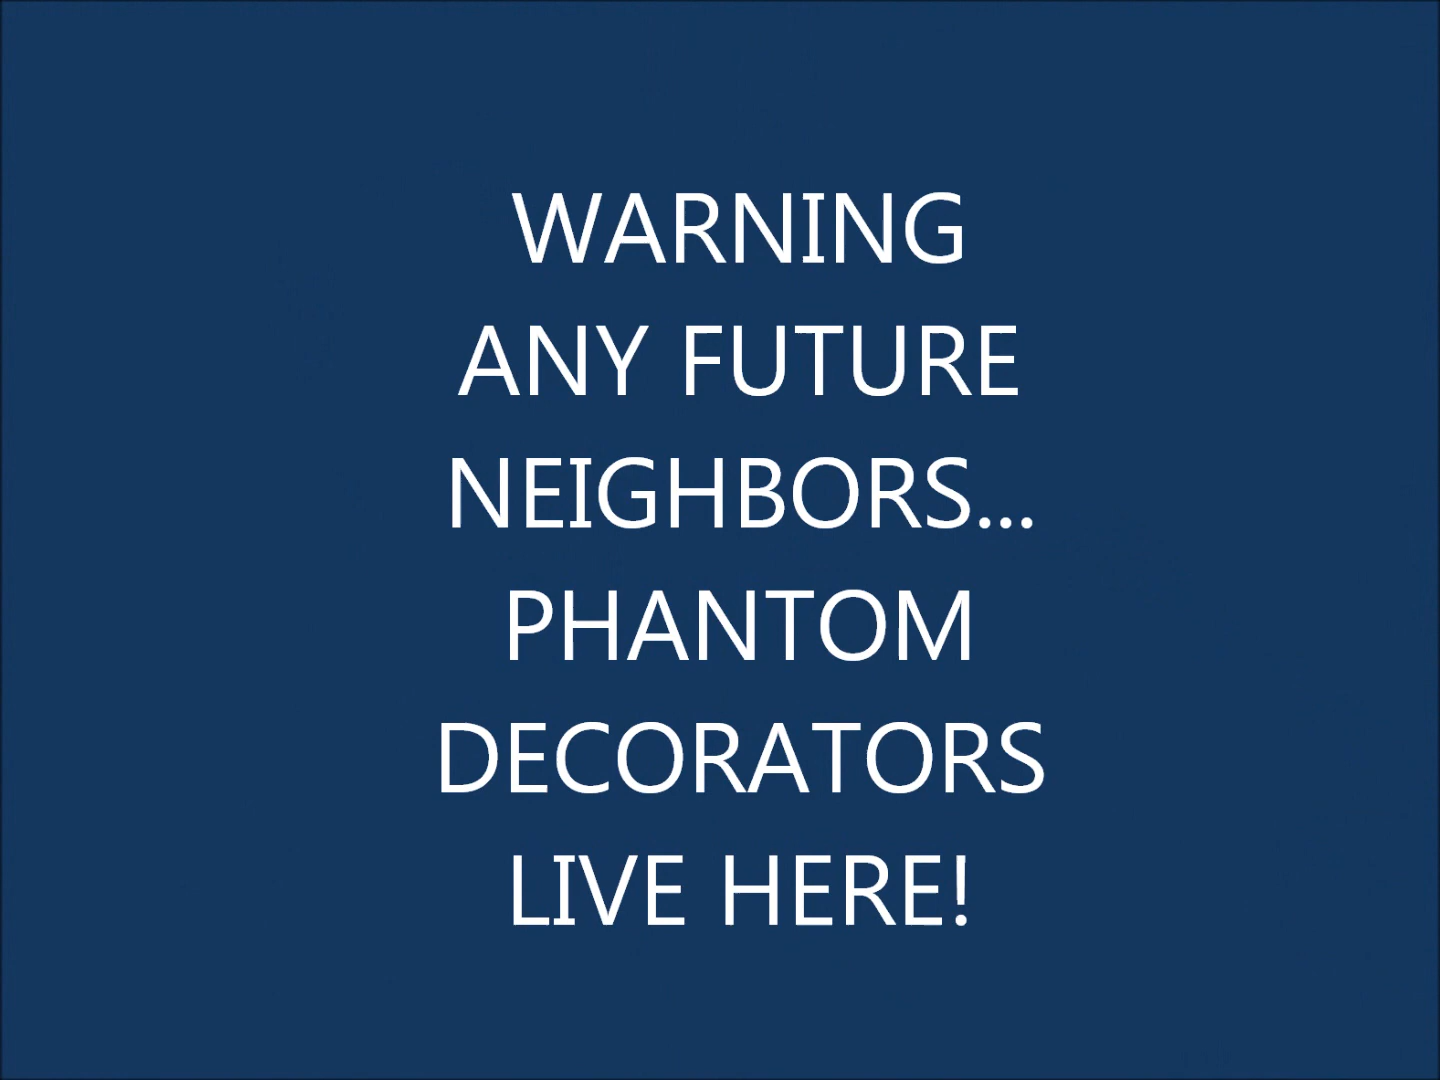 WARNING
ANY FUTURE
NEIGHBORS...
PHANTOM
DECORATORS
LIVE HERE!